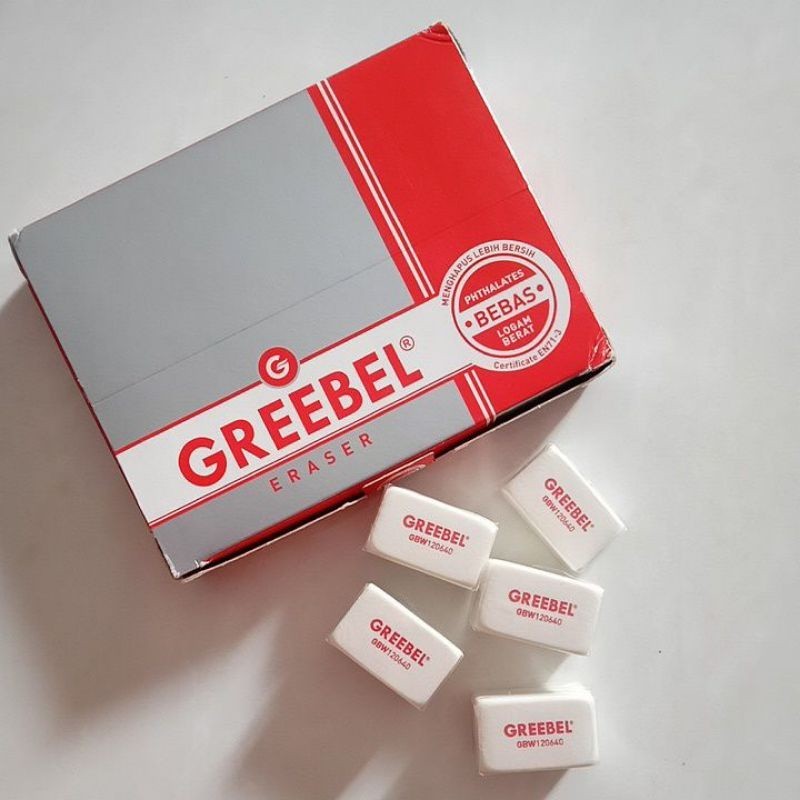 MENGHAPUS LEBIH BERSIH
PHTHALATES
• BEBAS •
LOGAM
BERAT
Certificate EN71-3
G
GREEBEL®
ERASER
GREEBEL®
GBW120640
GREEBEL®
GBW120640
GREEBEL®
GBW120640
GREEBEL®
GBW120640
GREEBEL®
GBW120640